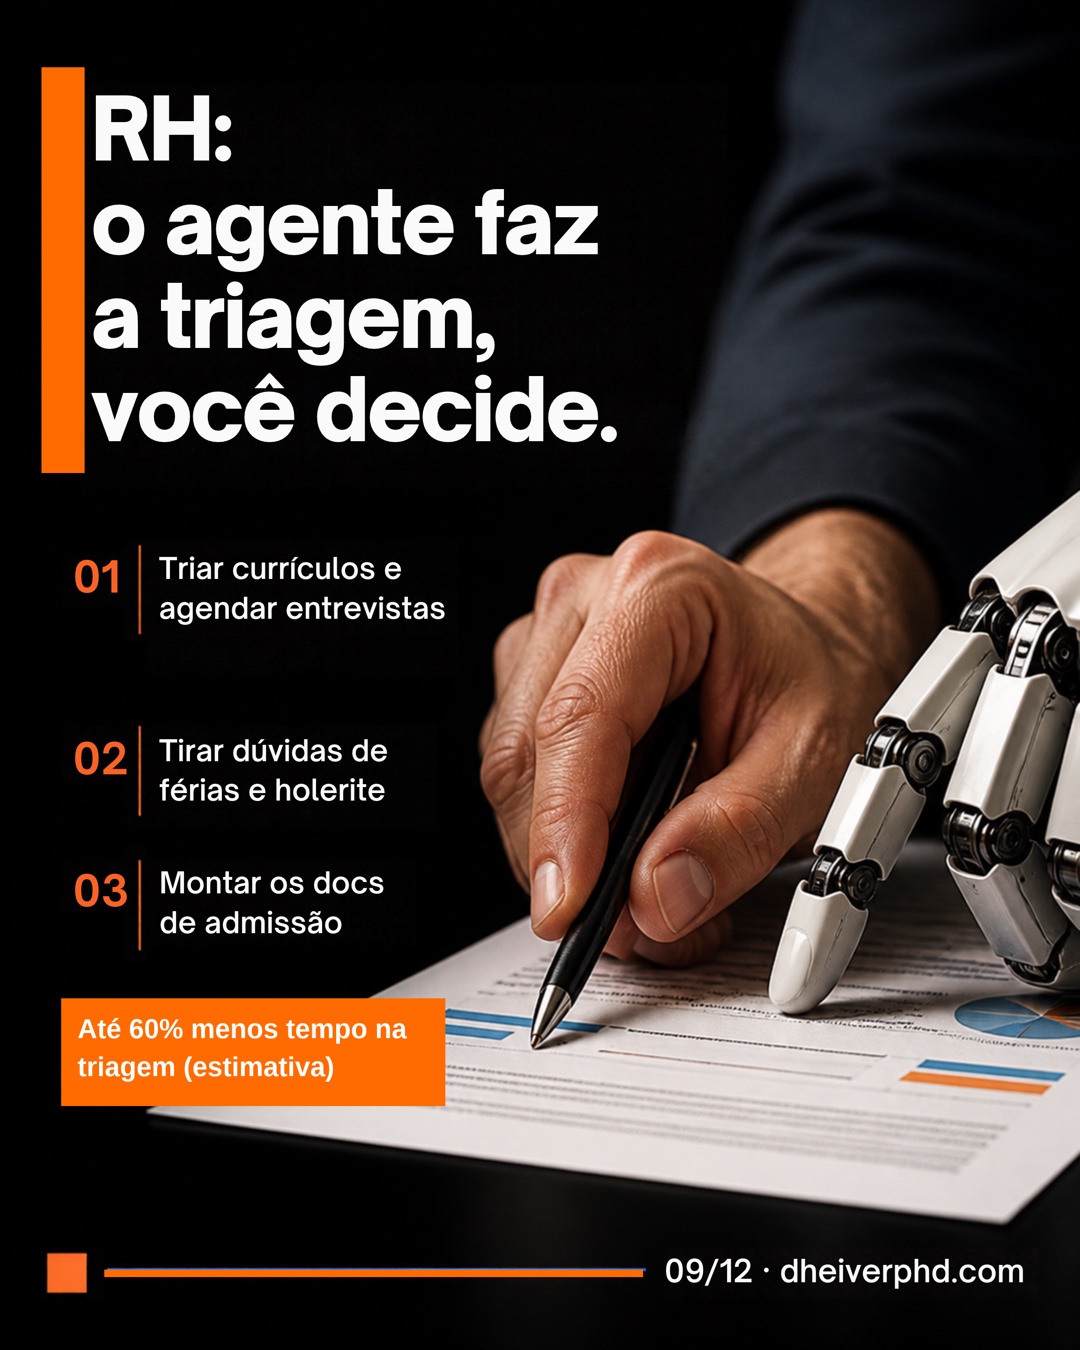 RH:
o agente faz
a triagem,
você decide.
01
Triar currículos e
agendar entrevistas
02
Tirar dúvidas de
férias e holerite
03
Montar os docs
de admissão
Até 60% menos tempo na
triagem (estimativa)
09/12 · dheiverphd.com